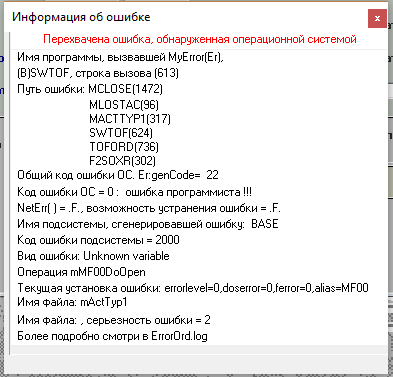 Информация об ошибке
x
Перехвачена ошибка, обнаруженная операционной системой
Имя программы, вызвавшей MyError(Er),
(B)SWTOF, строка вызова (613)
Путь ошибки: MCLOSE(1472)
MLOSTAC(96)
MACTTYP1(317)
SWTOF(624)
TOFORD(736)
F2SOXR(302)
Общий код ошибки ОС. Er:genCode= 22
Код ошибки ОС = 0 : ошибка программиста !!!
NetErr( ) = .F., возможность устранения ошибки = .F.
Имя подсистемы, сгенерировавшей ошибку: BASE
Код ошибки подсистемы = 2000
Вид ошибки: Unknown variable
Операция mMF00DoOpen
Текущая установка ошибки: errorlevel=0,doserror=0,ferror=0,alias=MF00
Имя файла: mActTyp1
Имя файла: , серьезность ошибки = 2
Более подробно смотри в ErrorOrd.log